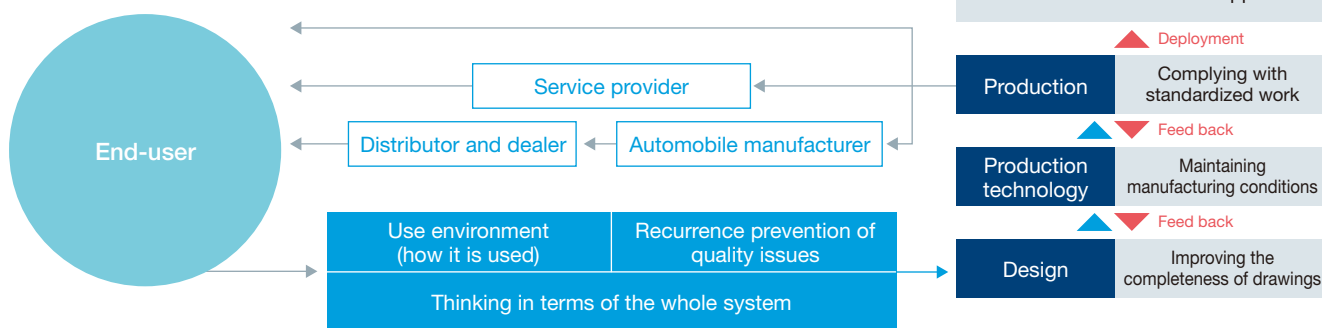 Deployment
Production
Complying with
standardized work
Service provider
End-user
Distributor and dealer
Automobile manufacturer
Feed back
Production
technology
Maintaining
manufacturing conditions
Use environment
(how it is used)
Recurrence prevention of
quality issues
Feed back
Thinking in terms of the whole system
Design
Improving the
completeness of drawings